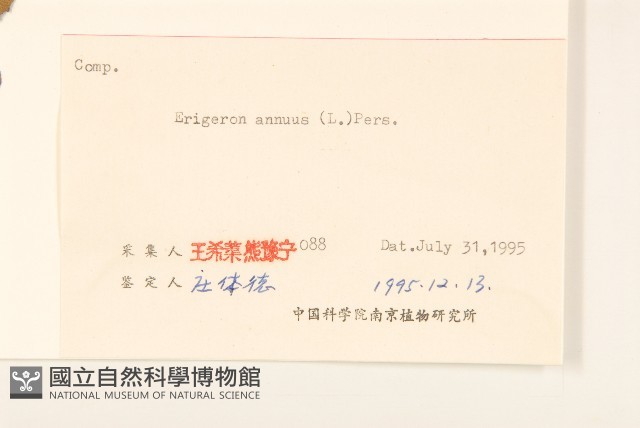 Comp.
Erigeron annuus (L.)Pers.
采集人 王希蕖熊豫宁 088 Dat.July 31,1995
鉴定人 庄体德 1995.12.13.
中国科学院南京植物研究所
國立自然科學博物館
NATIONAL MUSEUM OF NATURAL SCIENCE